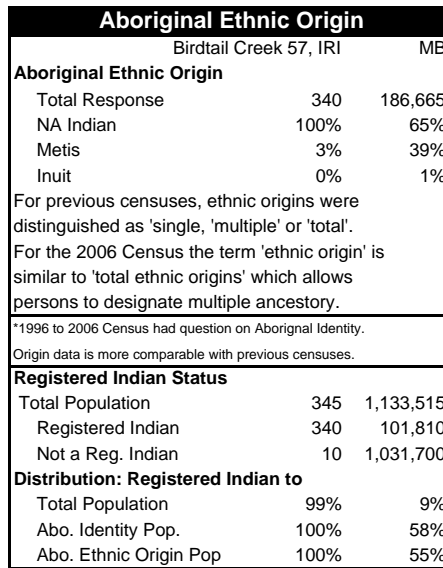 Aboriginal Ethnic Origin
Birdtail Creek 57, IRI MB
Aboriginal Ethnic Origin
Total Response 340 186,665
NA Indian 100% 65%
Metis 3% 39%
Inuit 0% 1%
For previous censuses, ethnic origins were
distinguished as 'single, 'multiple' or 'total'.
For the 2006 Census the term 'ethnic origin' is
similar to 'total ethnic origins' which allows
persons to designate multiple ancestory.
*1996 to 2006 Census had question on Aborignal Identity.
Origin data is more comparable with previous censuses.
Registered Indian Status
Total Population 345 1,133,515
Registered Indian 340 101,810
Not a Reg. Indian 10 1,031,700
Distribution: Registered Indian to
Total Population 99% 9%
Abo. Identity Pop. 100% 58%
Abo. Ethnic Origin Pop 100% 55%